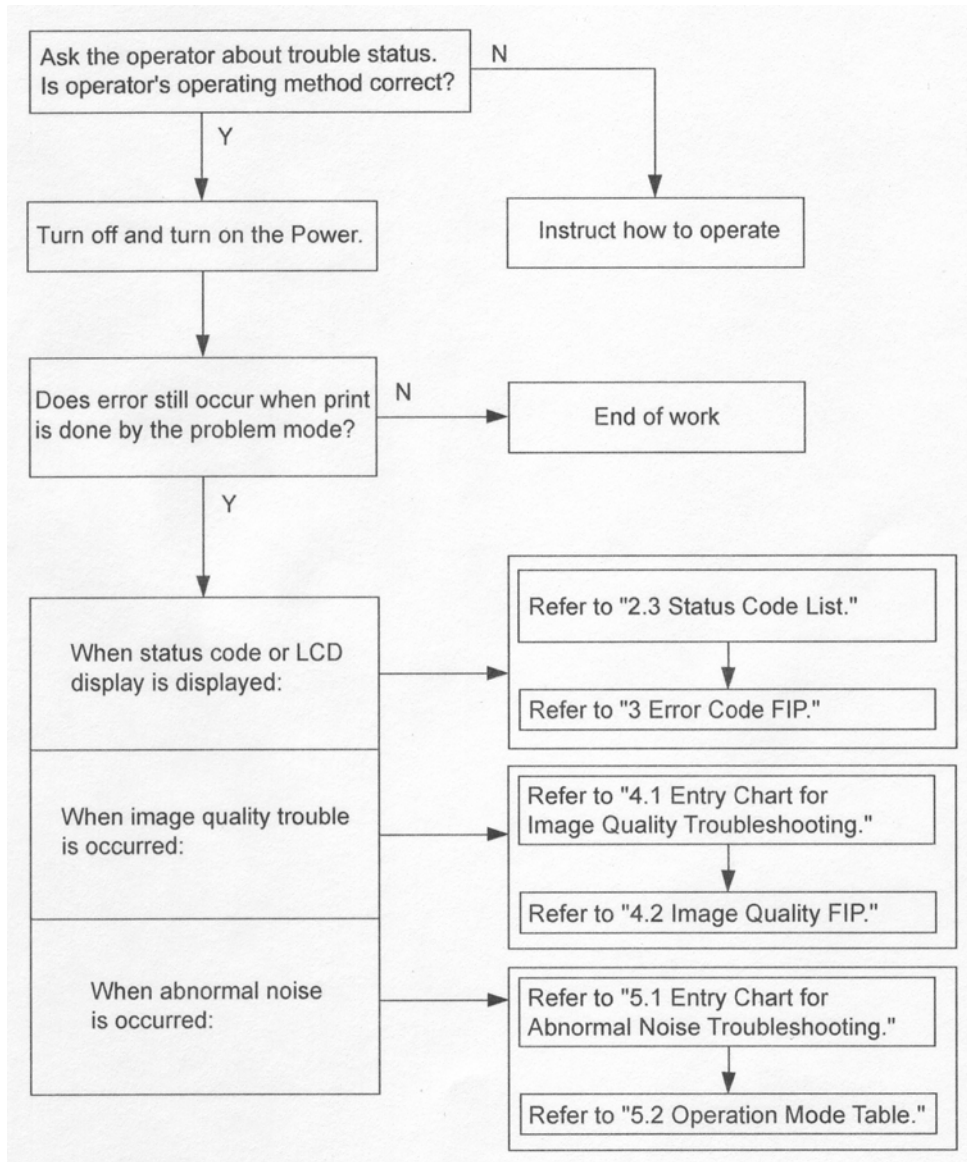 Ask the operator about trouble status.
Is operator's operating method correct?
N
Y
Turn off and turn on the Power.
Instruct how to operate
Does error still occur when print
is done by the problem mode?
N
End of work
Y
When status code or LCD
display is displayed:
Refer to "2.3 Status Code List."
Refer to "3 Error Code FIP."
When image quality trouble
is occurred:
Refer to "4.1 Entry Chart for
Image Quality Troubleshooting."
Refer to "4.2 Image Quality FIP."
When abnormal noise
is occurred:
Refer to "5.1 Entry Chart for
Abnormal Noise Troubleshooting."
Refer to "5.2 Operation Mode Table."